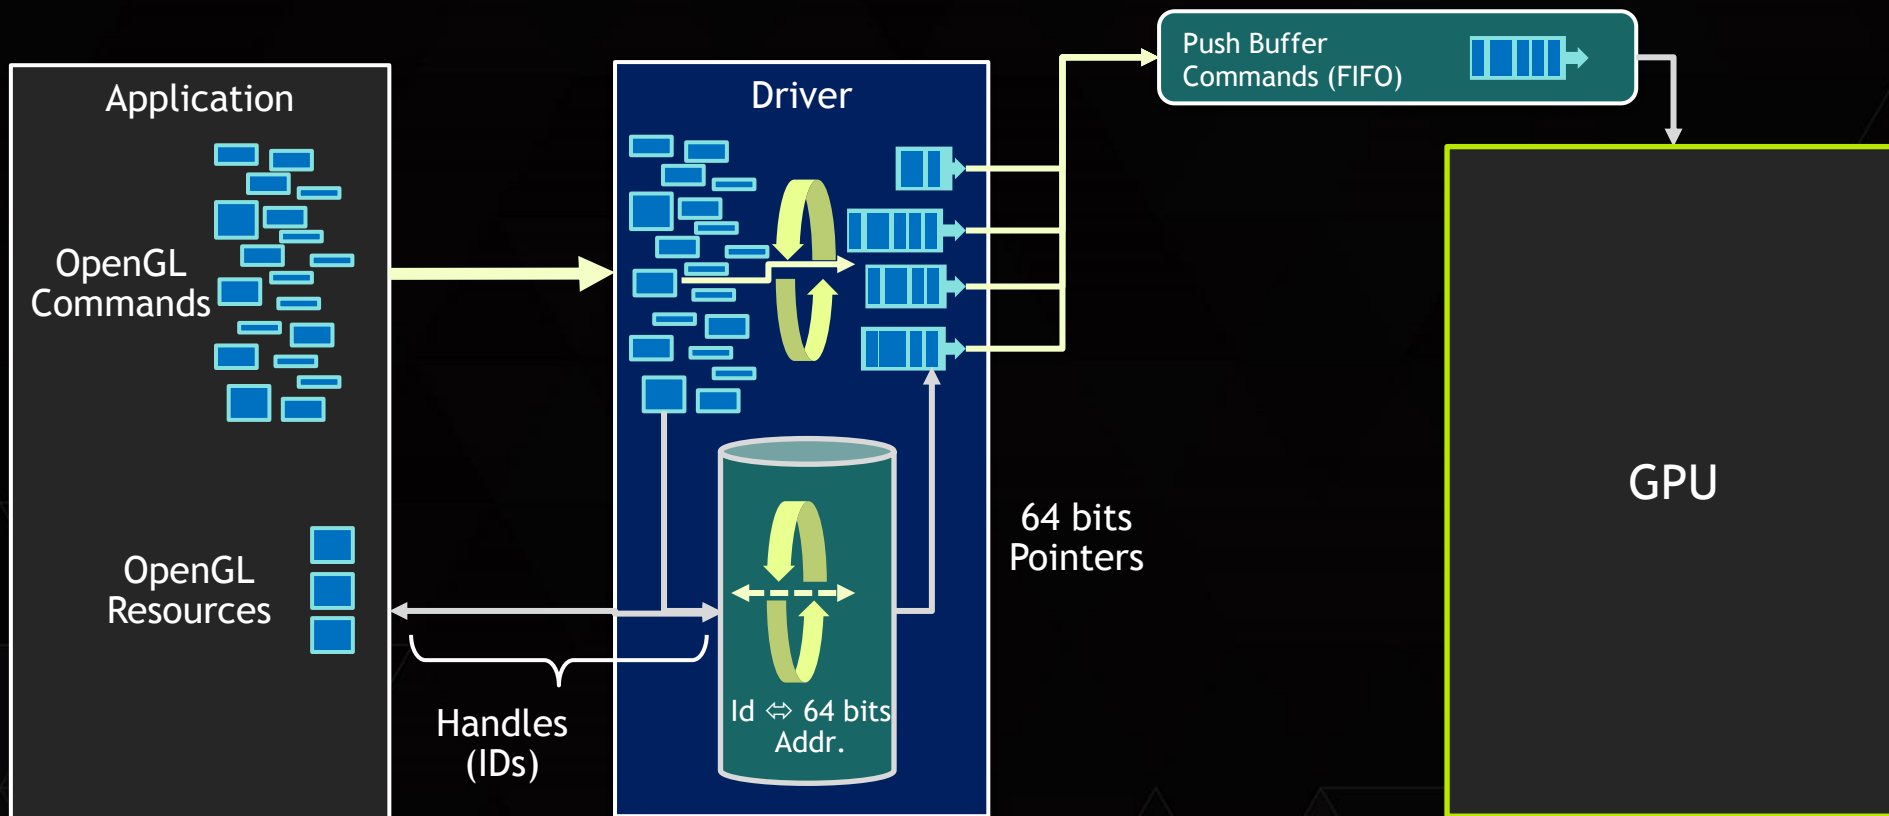 Application
OpenGL
Commands
OpenGL
Resources
Handles
(IDs)
Driver
Id ⬄ 64 bits
Addr.
64 bits
Pointers
Push Buffer
Commands (FIFO)
GPU